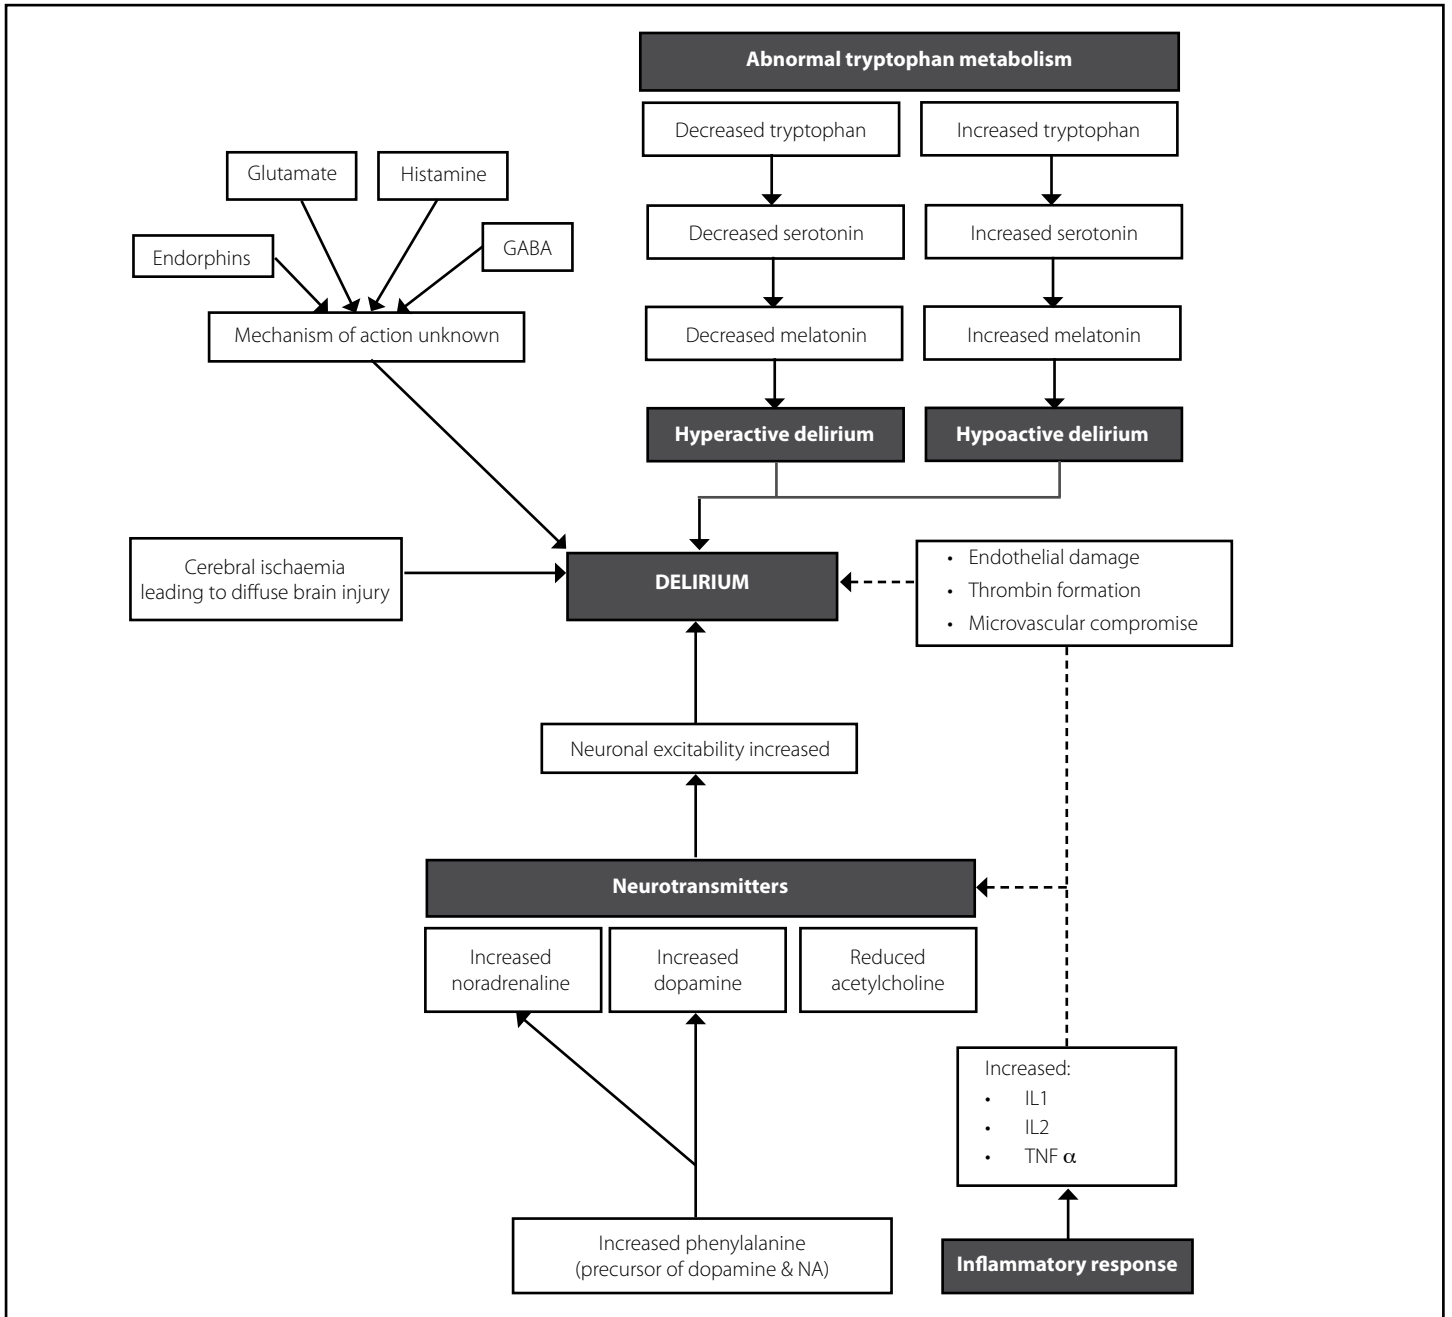 Abnormal tryptophan metabolism
Decreased tryptophan
Increased tryptophan
Glutamate
Histamine
Decreased serotonin
Increased serotonin
Endorphins
GABA
Mechanism of action unknown
Decreased melatonin
Increased melatonin
Hyperactive delirium
Hypoactive delirium
Cerebral ischaemia
leading to diffuse brain injury
DELIRIUM
• Endothelial damage
• Thrombin formation
• Microvascular compromise
Neuronal excitability increased
Neurotransmitters
Increased
noradrenaline
Increased
dopamine
Reduced
acetylcholine
Increased:
• IL1
• IL2
• TNF α
Increased phenylalanine
(precursor of dopamine & NA)
Inflammatory response